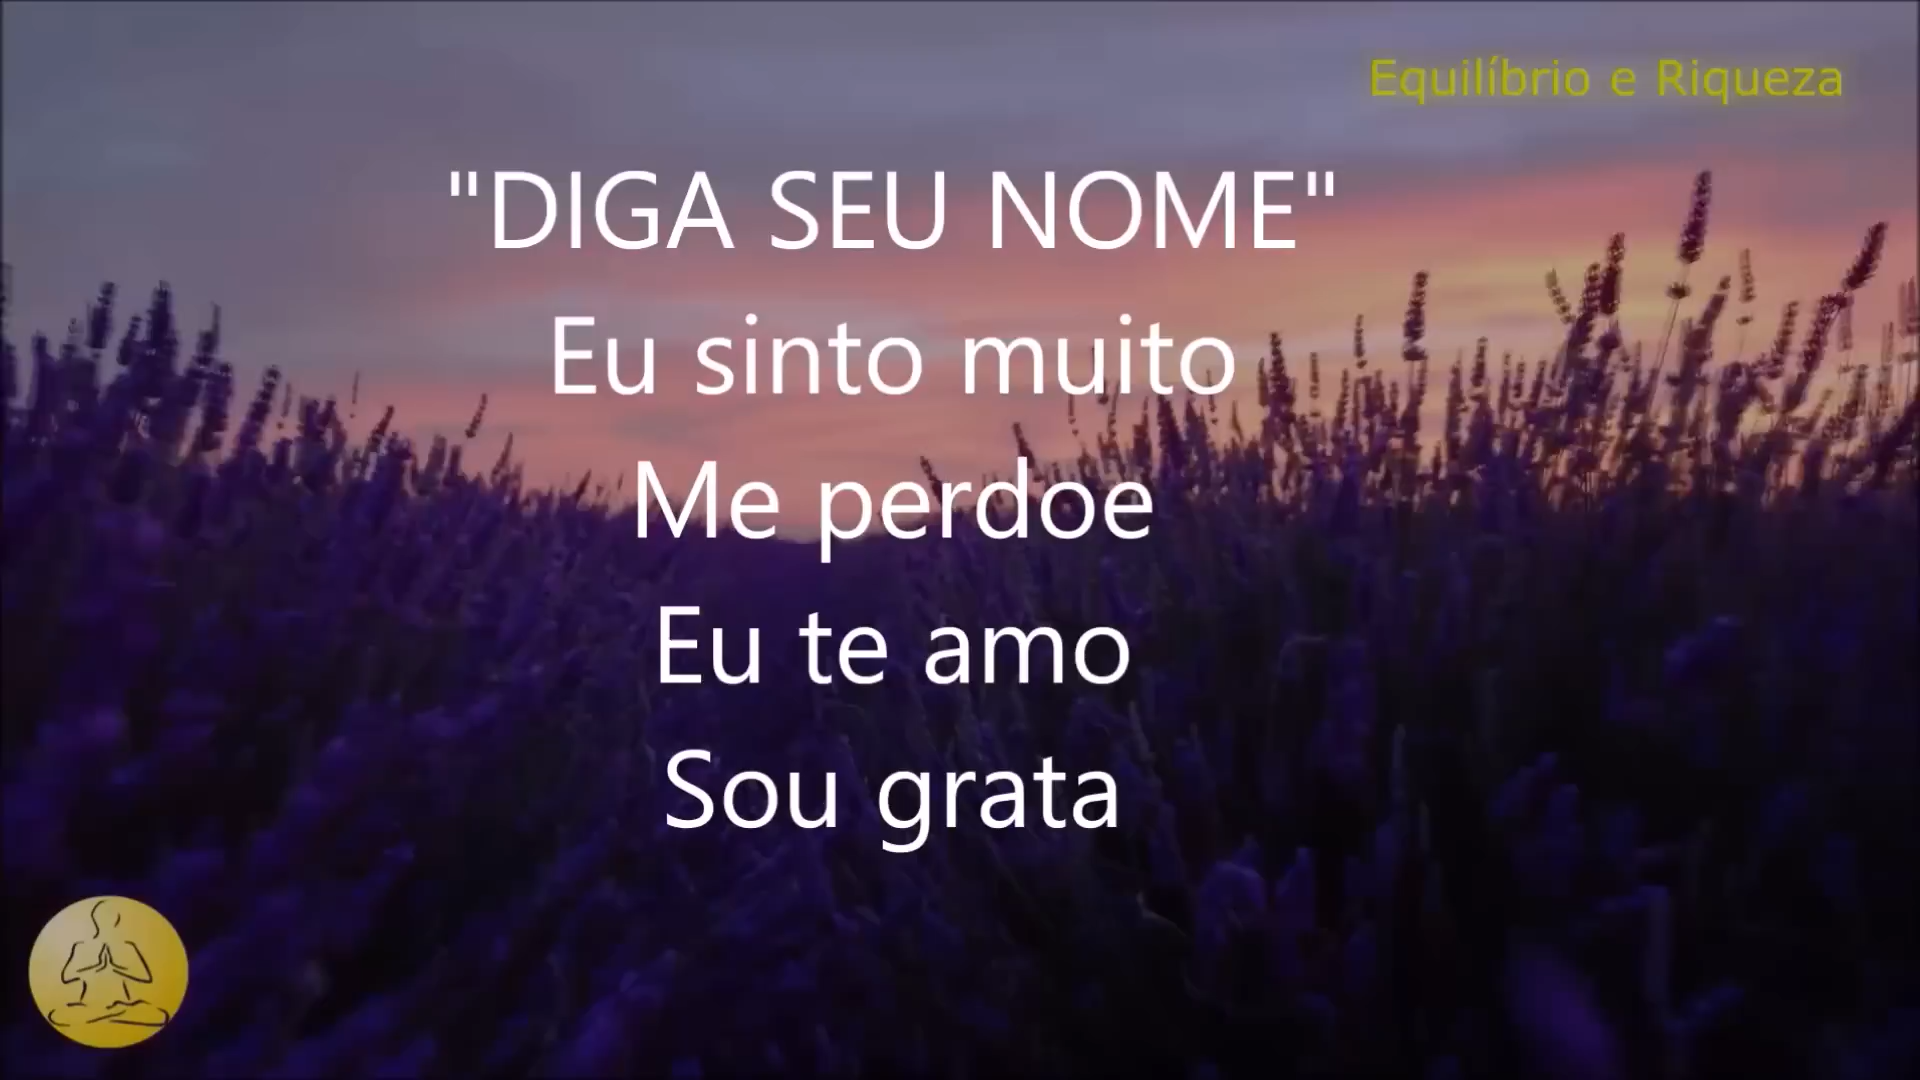 Equilíbrio e Riqueza
"DIGA SEU NOME"
Eu sinto muito
Me perdoe
Eu te amo
Sou grata